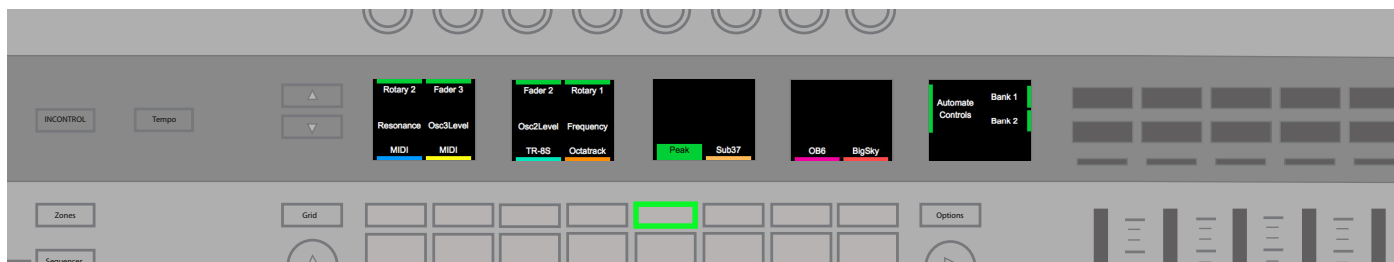 Rotary 2 Fader 3 Fader 2 Rotary 1
Automate Controls
Bank 1
Bank 2
INCONTROL
Tempo
Resonance Osc3Level Osc2Level Frequency
MIDI MIDI TR-8S Octatrack Peak Sub37 OB6 BigSky
Zones
Grid
Options
Sequences